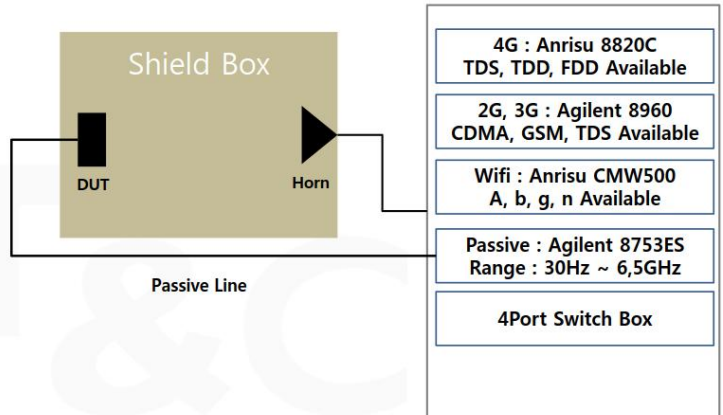 Shield Box
DUT
Horn
Passive Line
4G : Anrisu 8820C
TDS, TDD, FDD Available
2G, 3G : Agilent 8960
CDMA, GSM, TDS Available
Wifi : Anrisu CMW500
A, b, g, n Available
Passive : Agilent 8753ES
Range : 30Hz ~ 6,5GHz
4Port Switch Box